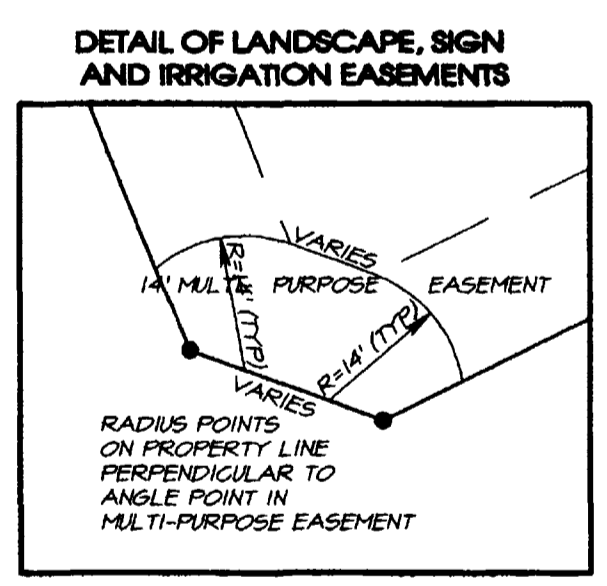 DETAIL OF LANDSCAPE, SIGN
AND IRRIGATION EASEMENTS
VARIES
14' MULTI PURPOSE EASEMENT
R=14' (TYP)
R=14' (TYP)
VARIES
RADIUS POINTS
ON PROPERTY LINE
PERPENDICULAR TO
ANGLE POINT IN
MULTI-PURPOSE EASEMENT